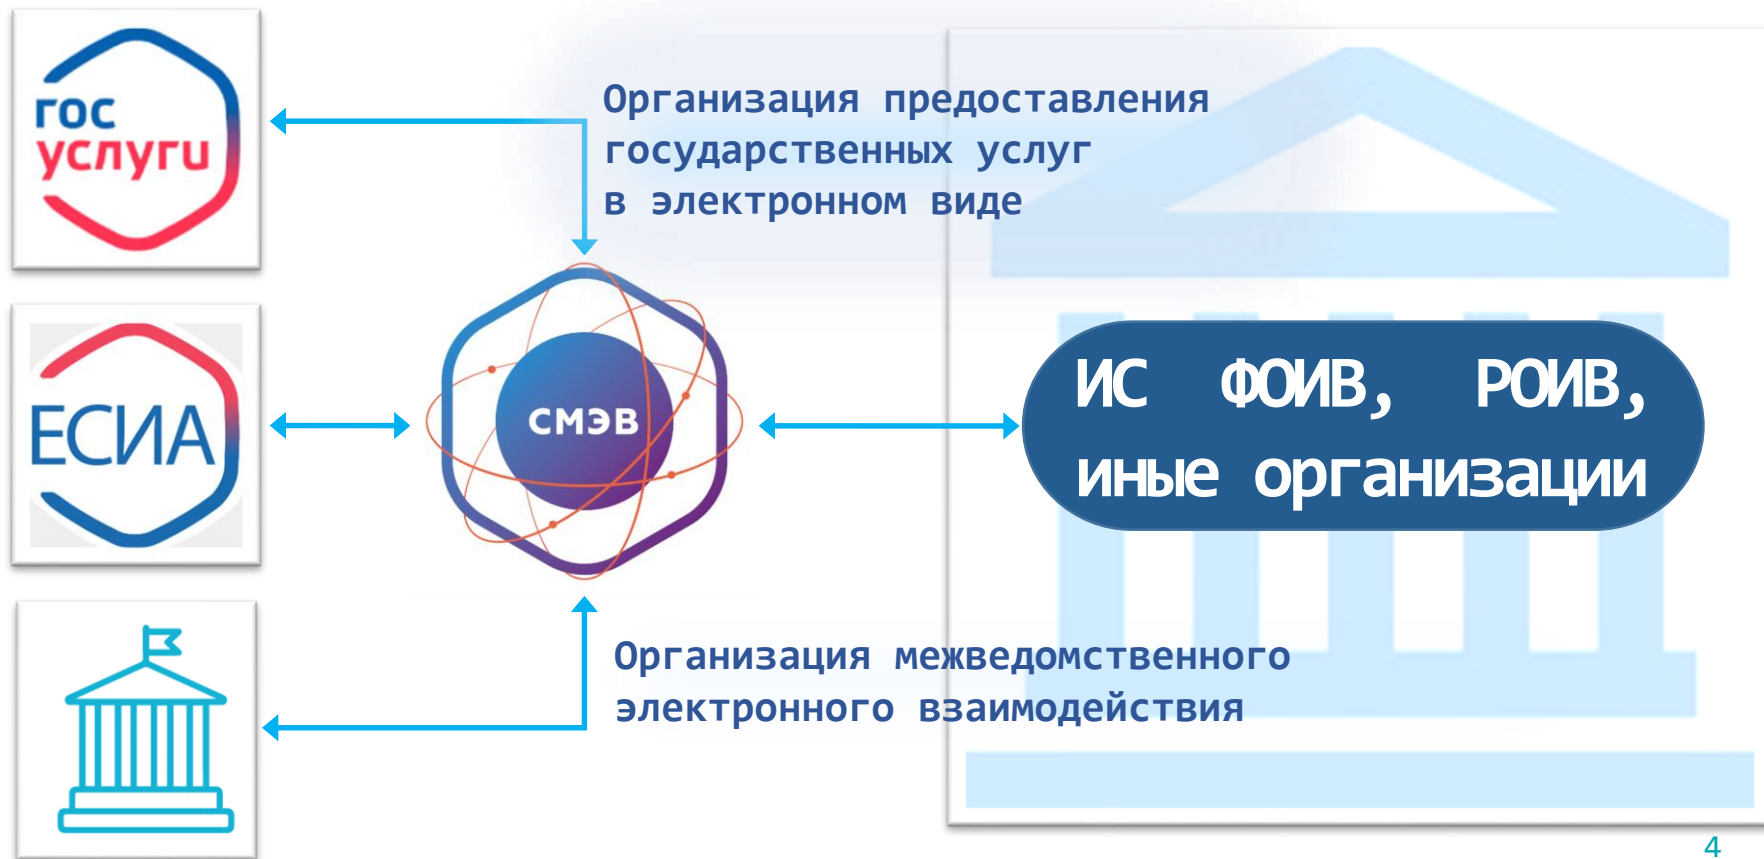 гос
услуги
Организация предоставления
государственных услуг
в электронном виде
ЕСИА
СМЭВ
ИС ФОИВ, РОИВ,
иные организации
Организация межведомственного
электронного взаимодействия
4